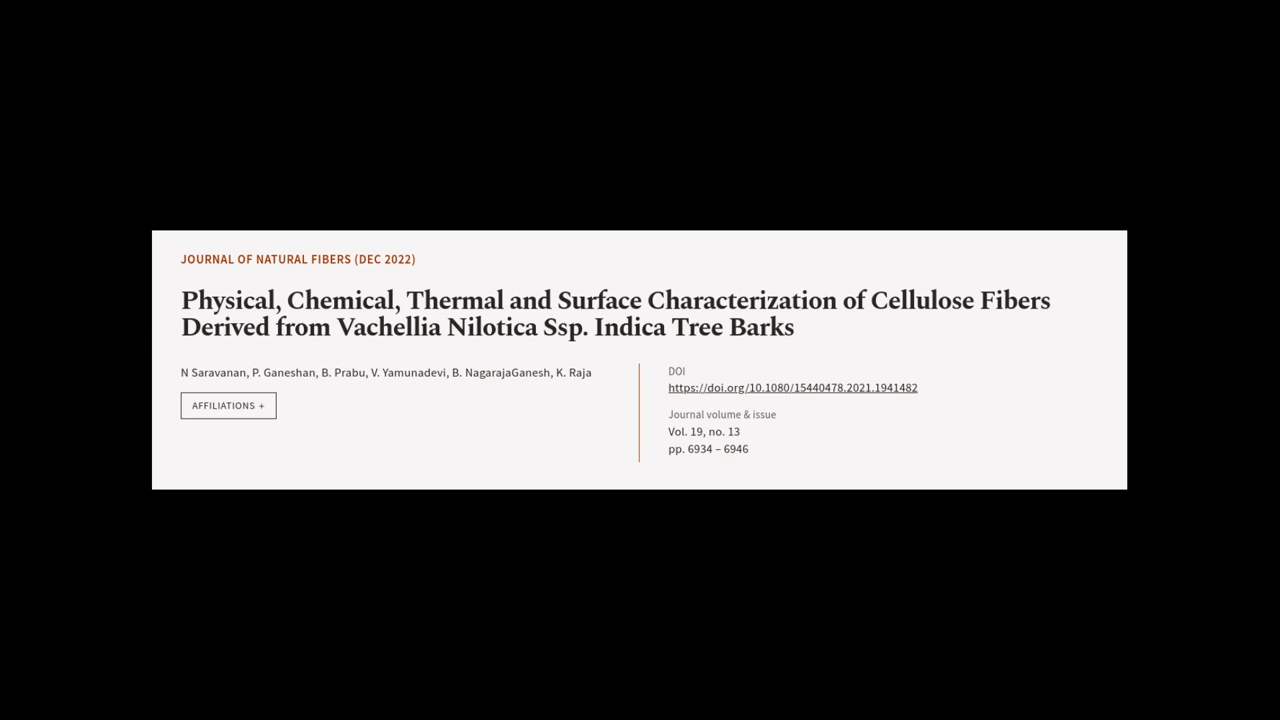 JOURNAL OF NATURAL FIBERS (DEC 2022)
Physical, Chemical, Thermal and Surface Characterization of Cellulose Fibers
Derived from Vachellia Nilotica Ssp. Indica Tree Barks
N Saravanan, P. Ganeshan, B. Prabu, V. Yamunadevi, B. NagarajaGanesh, K. Raja
AFFILIATIONS +
DOI
https://doi.org/10.1080/15440478.2021.1941482
Journal volume & issue
Vol. 19, no. 13
pp. 6934 – 6946